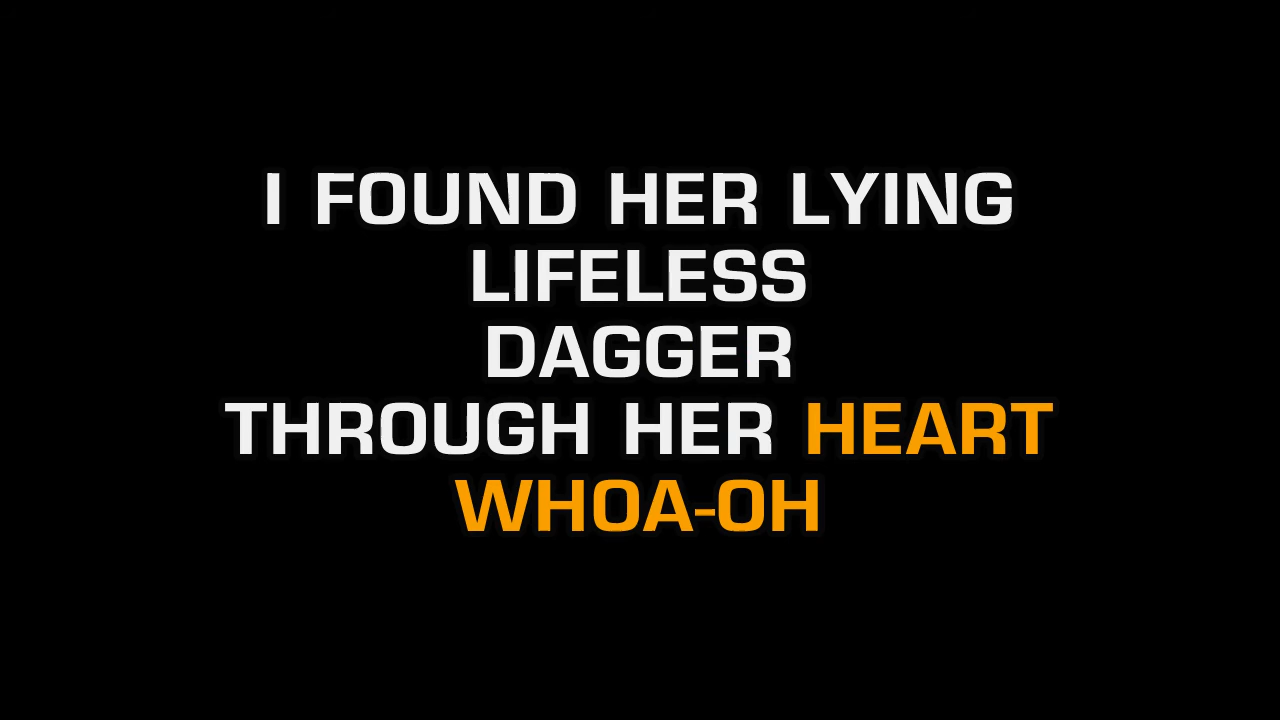 I FOUND HER LYING
LIFELESS
DAGGER
THROUGH HER HEART
WHOA-OH